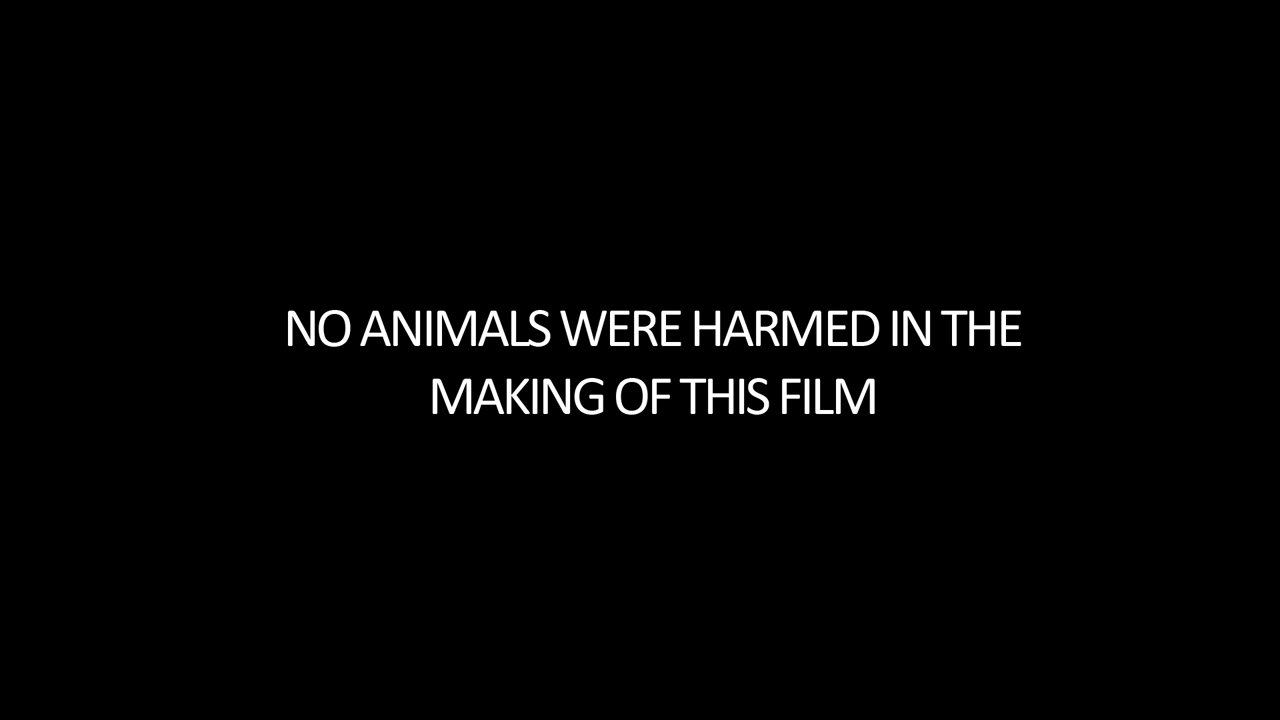 NO ANIMALS WERE HARMED IN THE
MAKING OF THIS FILM